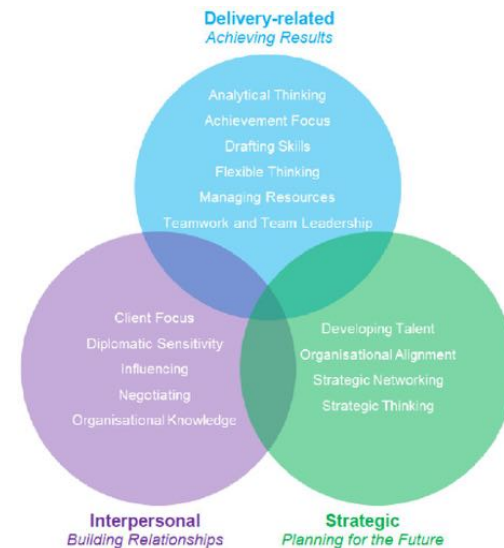 Delivery-related
Achieving Results
Analytical Thinking
Achievement Focus
Drafting Skills
Flexible Thinking
Managing Resources
Teamwork and Team Leadership
Client Focus
Diplomatic Sensitivity
Influencing
Negotiating
Organisational Knowledge
Developing Talent
Organisational Alignment
Strategic Networking
Strategic Thinking
Interpersonal
Building Relationships
Strategic
Planning for the Future